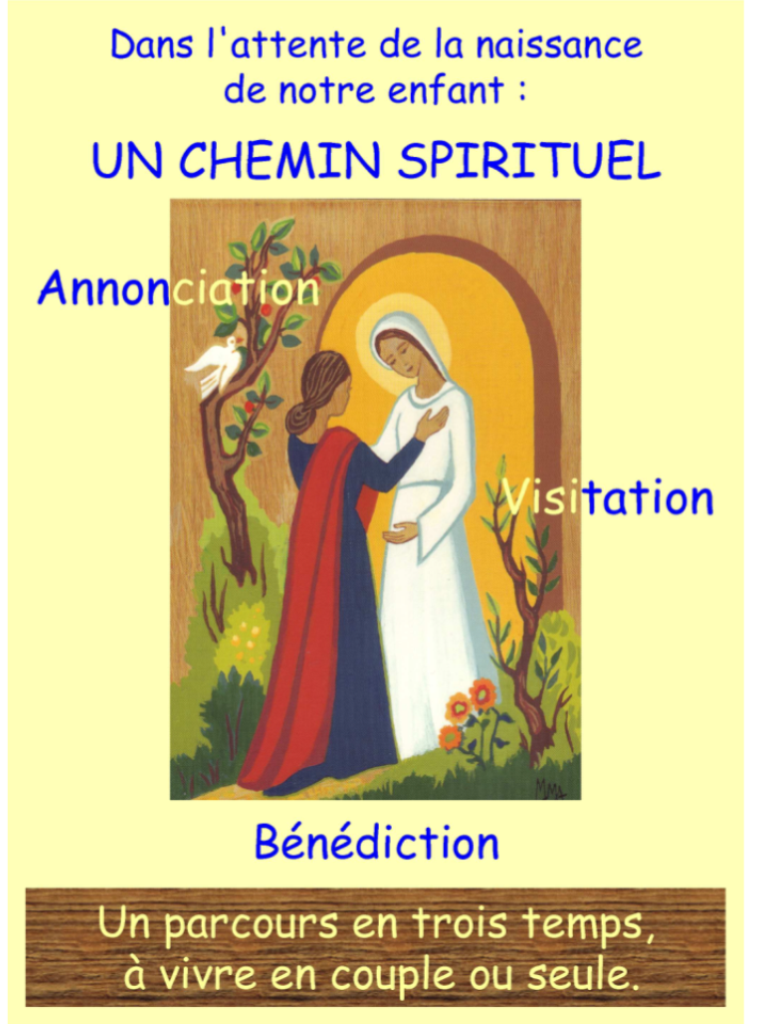 Dans l'attente de la naissance
de notre enfant :
UN CHEMIN SPIRITUEL
Annonciation
Visitation
MMA
Bénédiction
Un parcours en trois temps,
à vivre en couple ou seule.